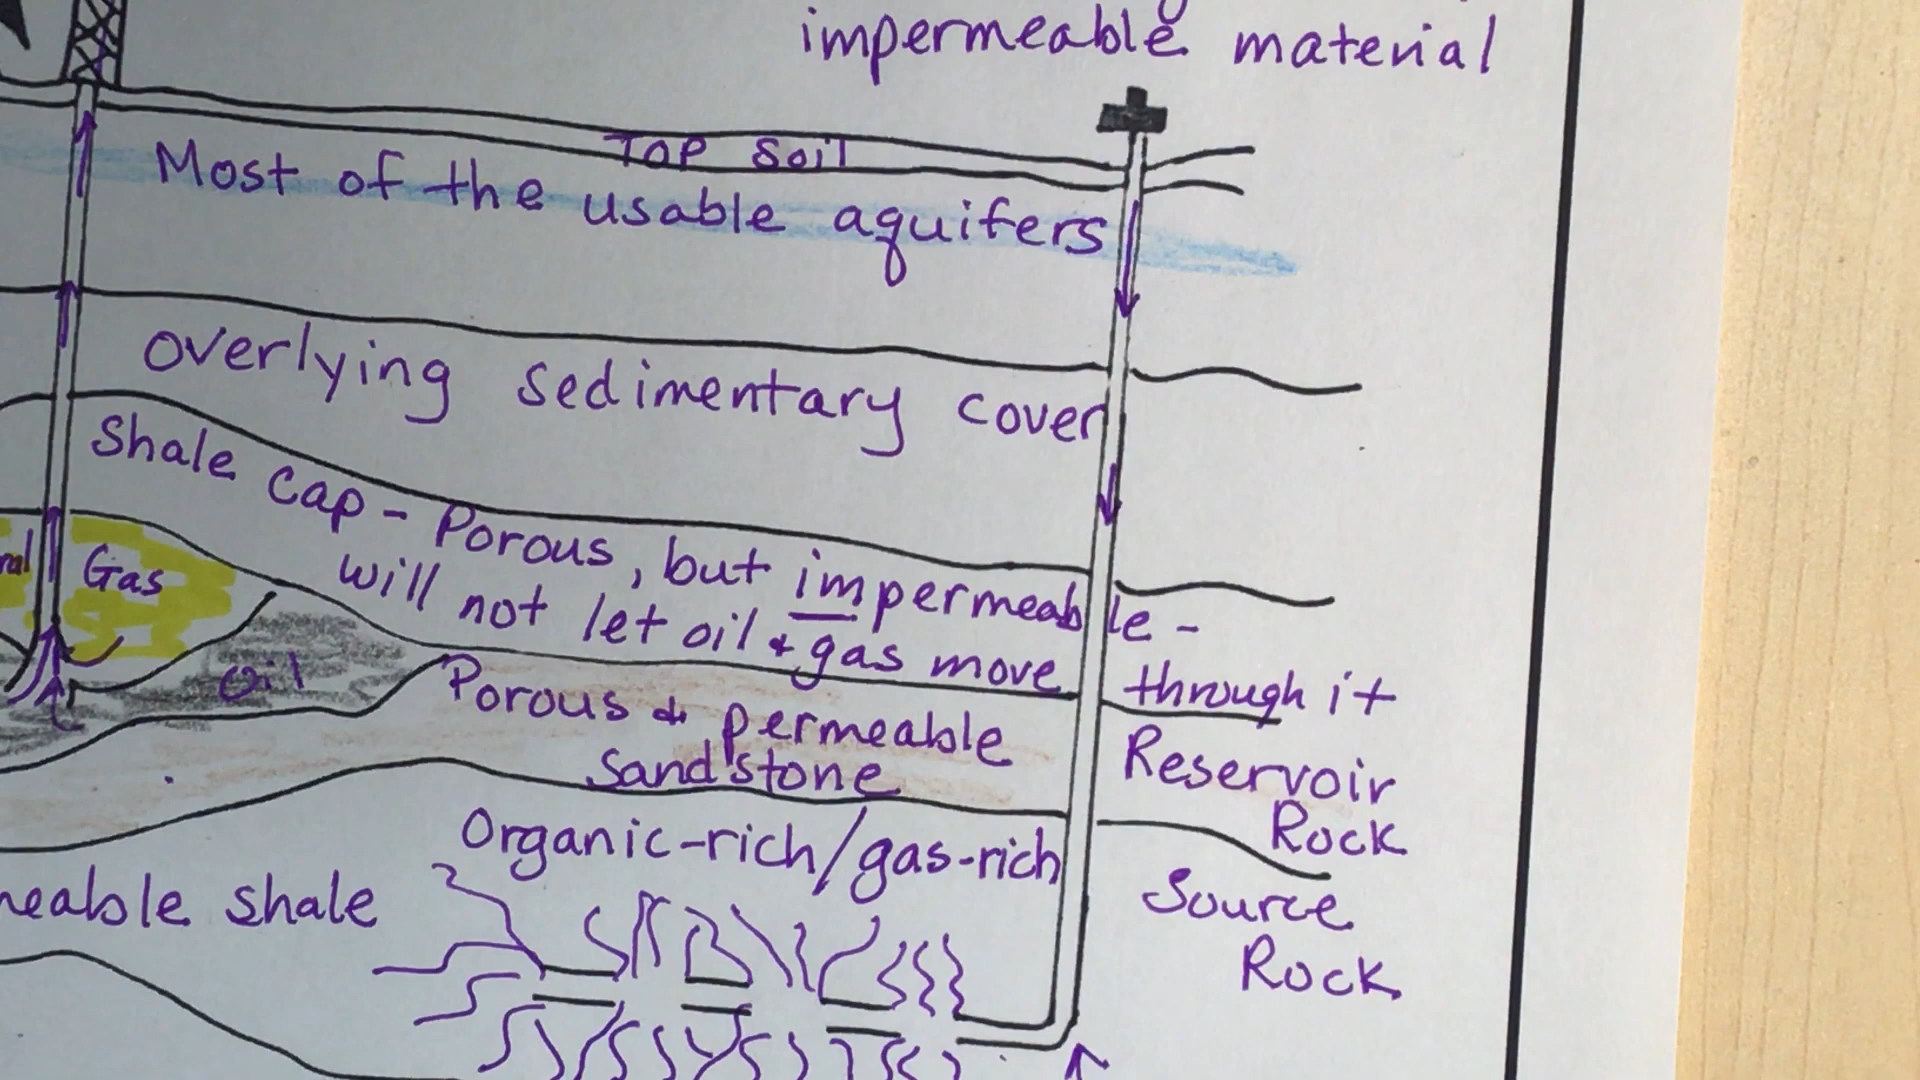 impermeable material
Top Soil
Most of the usable aquifers
Overlying Sedimentary cover
Shale Cap - Porous, but impermeable -
will not let oil & gas move through it
Gas
oil
Porous & permeable
Sandstone
Reservoir
Rock
Organic-rich/gas-rich
shale
Source
Rock